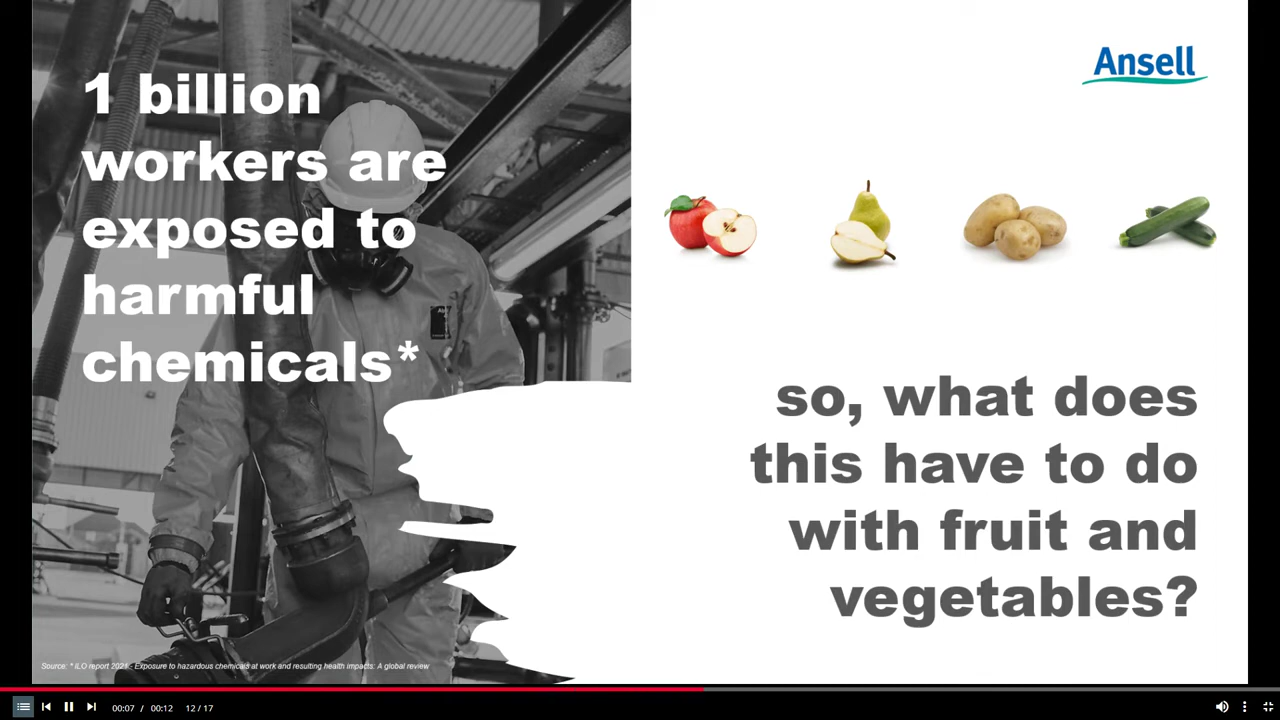 1 billion
workers are
exposed to
harmful
chemicals*
Source: * ILO report 2021 - Exposure to hazardous chemicals at work and resulting health impacts: A global review
Ansell
so, what does
this have to do
with fruit and
vegetables?
00:07 / 00:12 12 / 17